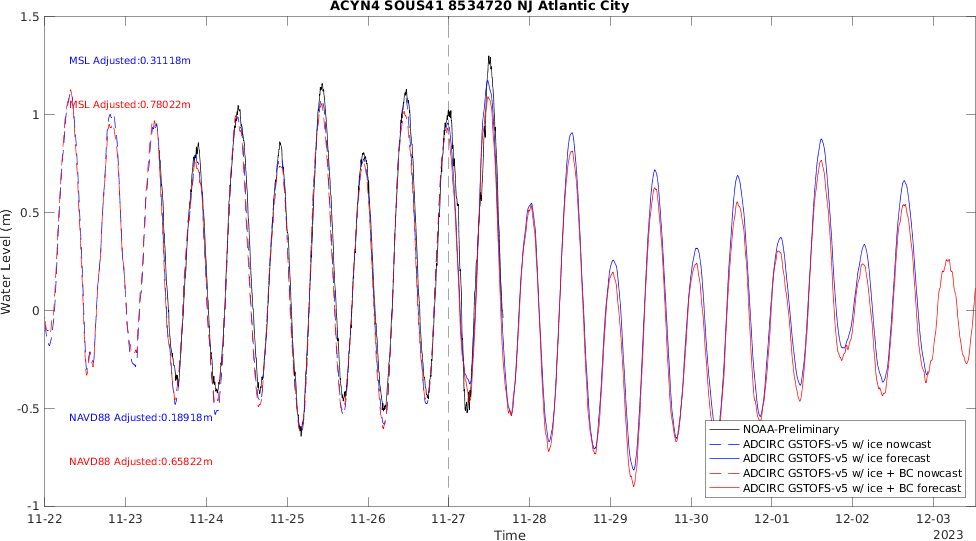 ACYN4 SOUS41 8534720 NJ Atlantic City
1.5
1
0.5
0
-0.5
-1
Water Level (m)
MSL Adjusted:0.31118m
MSL Adjusted:0.78022m
NAVD88 Adjusted:0.18918m
NAVD88 Adjusted:0.65822m
NOAA-Preliminary
ADCIRC GSTOFS-v5 w/ ice nowcast
ADCIRC GSTOFS-v5 w/ ice forecast
ADCIRC GSTOFS-v5 w/ ice + BC nowcast
ADCIRC GSTOFS-v5 w/ ice + BC forecast
11-22 11-23 11-24 11-25 11-26 11-27 11-28 11-29 11-30 12-01 12-02 12-03
2023
Time